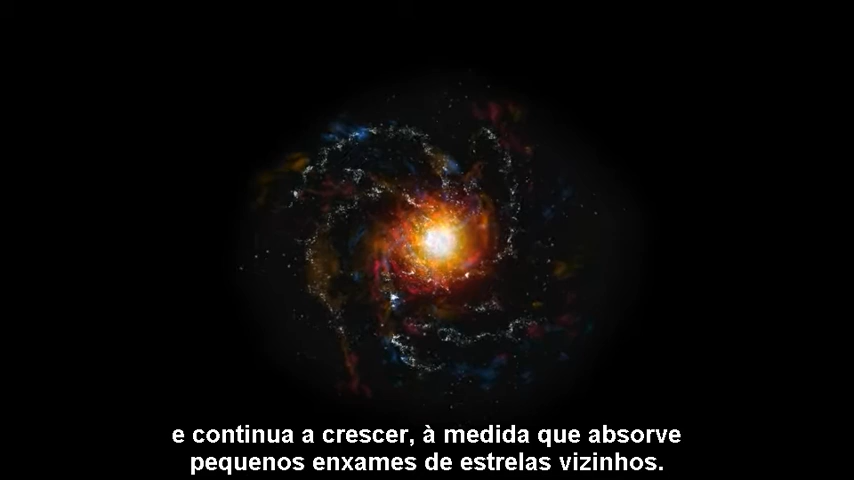 e continua a crescer, à medida que absorve
pequenos enxames de estrelas vizinhos.